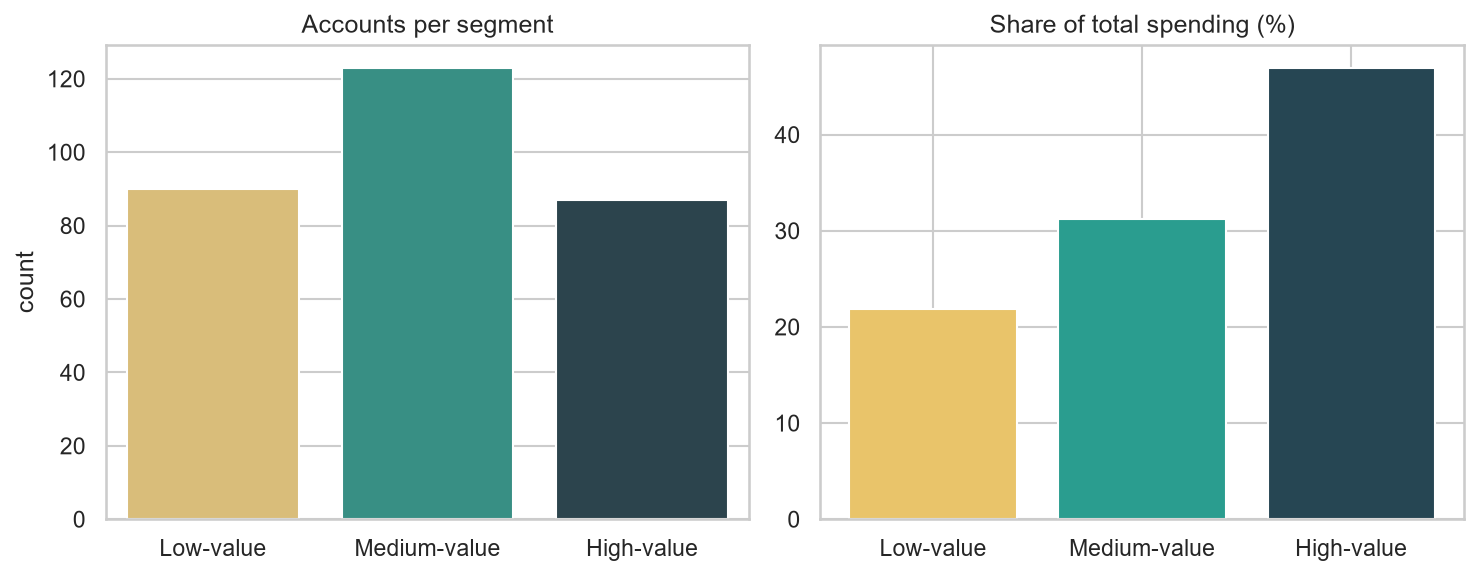 Accounts per segment
count
120
100
80
60
40
20
0
Low-value Medium-value High-value
Share of total spending (%)
40
30
20
10
0
Low-value Medium-value High-value